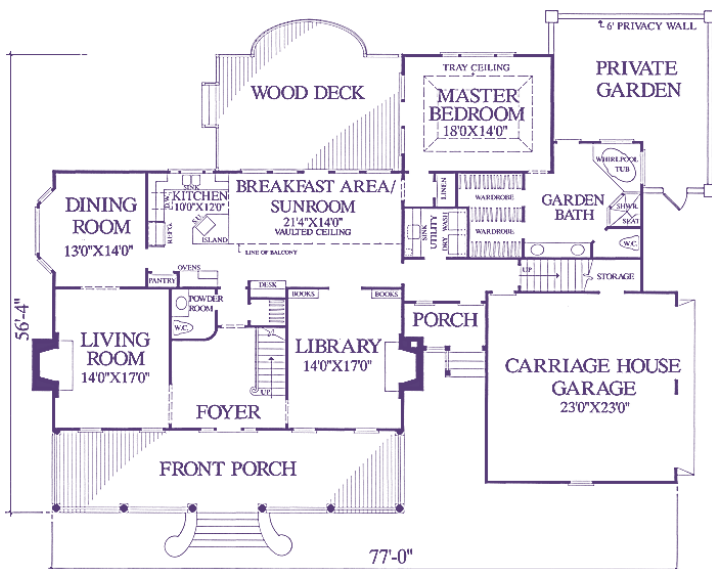 6' PRIVACY WALL
TRAY CEILING
PRIVATE
GARDEN
WOOD DECK
MASTER
BEDROOM
18'0"X14'0"
WHIRLPOOL
TUB
SINK
KITCHEN
10'0"X12'0"
BREAKFAST AREA/
SUNROOM
21'4"X14'0"
VAULTED CEILING
LINEN
WARDROBE
GARDEN
BATH
SHWR.
SEAT
DINING
ROOM
13'0"X14'0"
D.W.
REF'G.
ISLAND
LINE OF BALCONY
SINK
UTILITY
DRY
WASH
WARDROBE
W.C.
OVENS
PANTRY
UP
STORAGE
DESK
BOOKS
BOOKS
POWDER
ROOM
W.C.
PORCH
56'-4"
LIVING
ROOM
14'0"X17'0"
LIBRARY
14'0"X17'0"
CARRIAGE HOUSE
GARAGE
23'0"X23'0"
UP
FOYER
FRONT PORCH
77'-0"